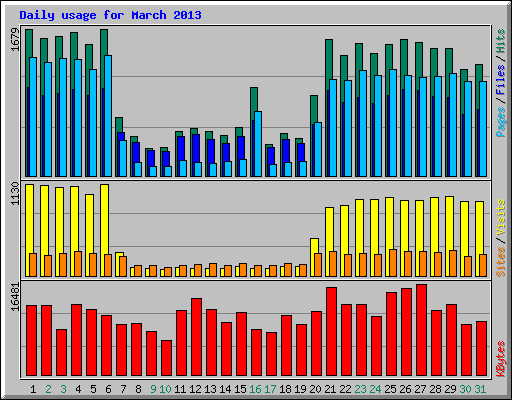 Daily usage for March 2013
1679
Pages / Files / Hits
1130
Sites / Visits
16481
KBytes
1 2 3 4 5 6 7 8 9 10 11 12 13 14 15 16 17 18 19 20 21 22 23 24 25 26 27 28 29 30 31